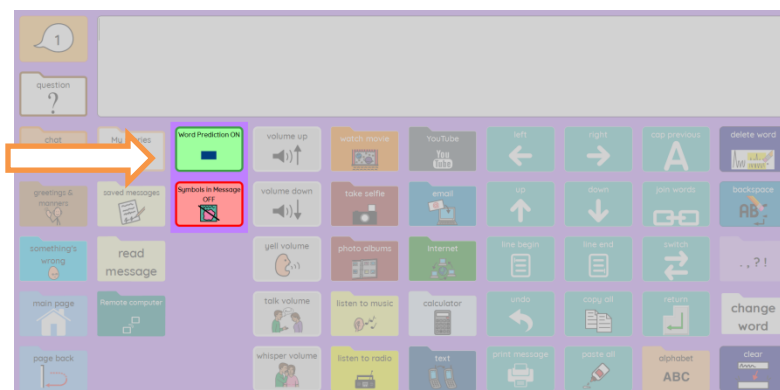 1
question
?
chat
My Stories
Word Prediction ON
volume up
watch movie
YouTube
You
Tube
left
right
cap previous
A
delete word
greetings &
manners
saved messages
Symbols in Message
OFF
volume down
take selfie
email
up
down
join words
backspace
AB
something's
wrong
read
message
yell volume
photo albums
Internet
line begin
line end
switch
.,?!
main page
Remote computer
talk volume
listen to music
calculator
undo
copy all
return
change
word
page back
whisper volume
listen to radio
text
print message
paste all
alphabet
ABC
clear